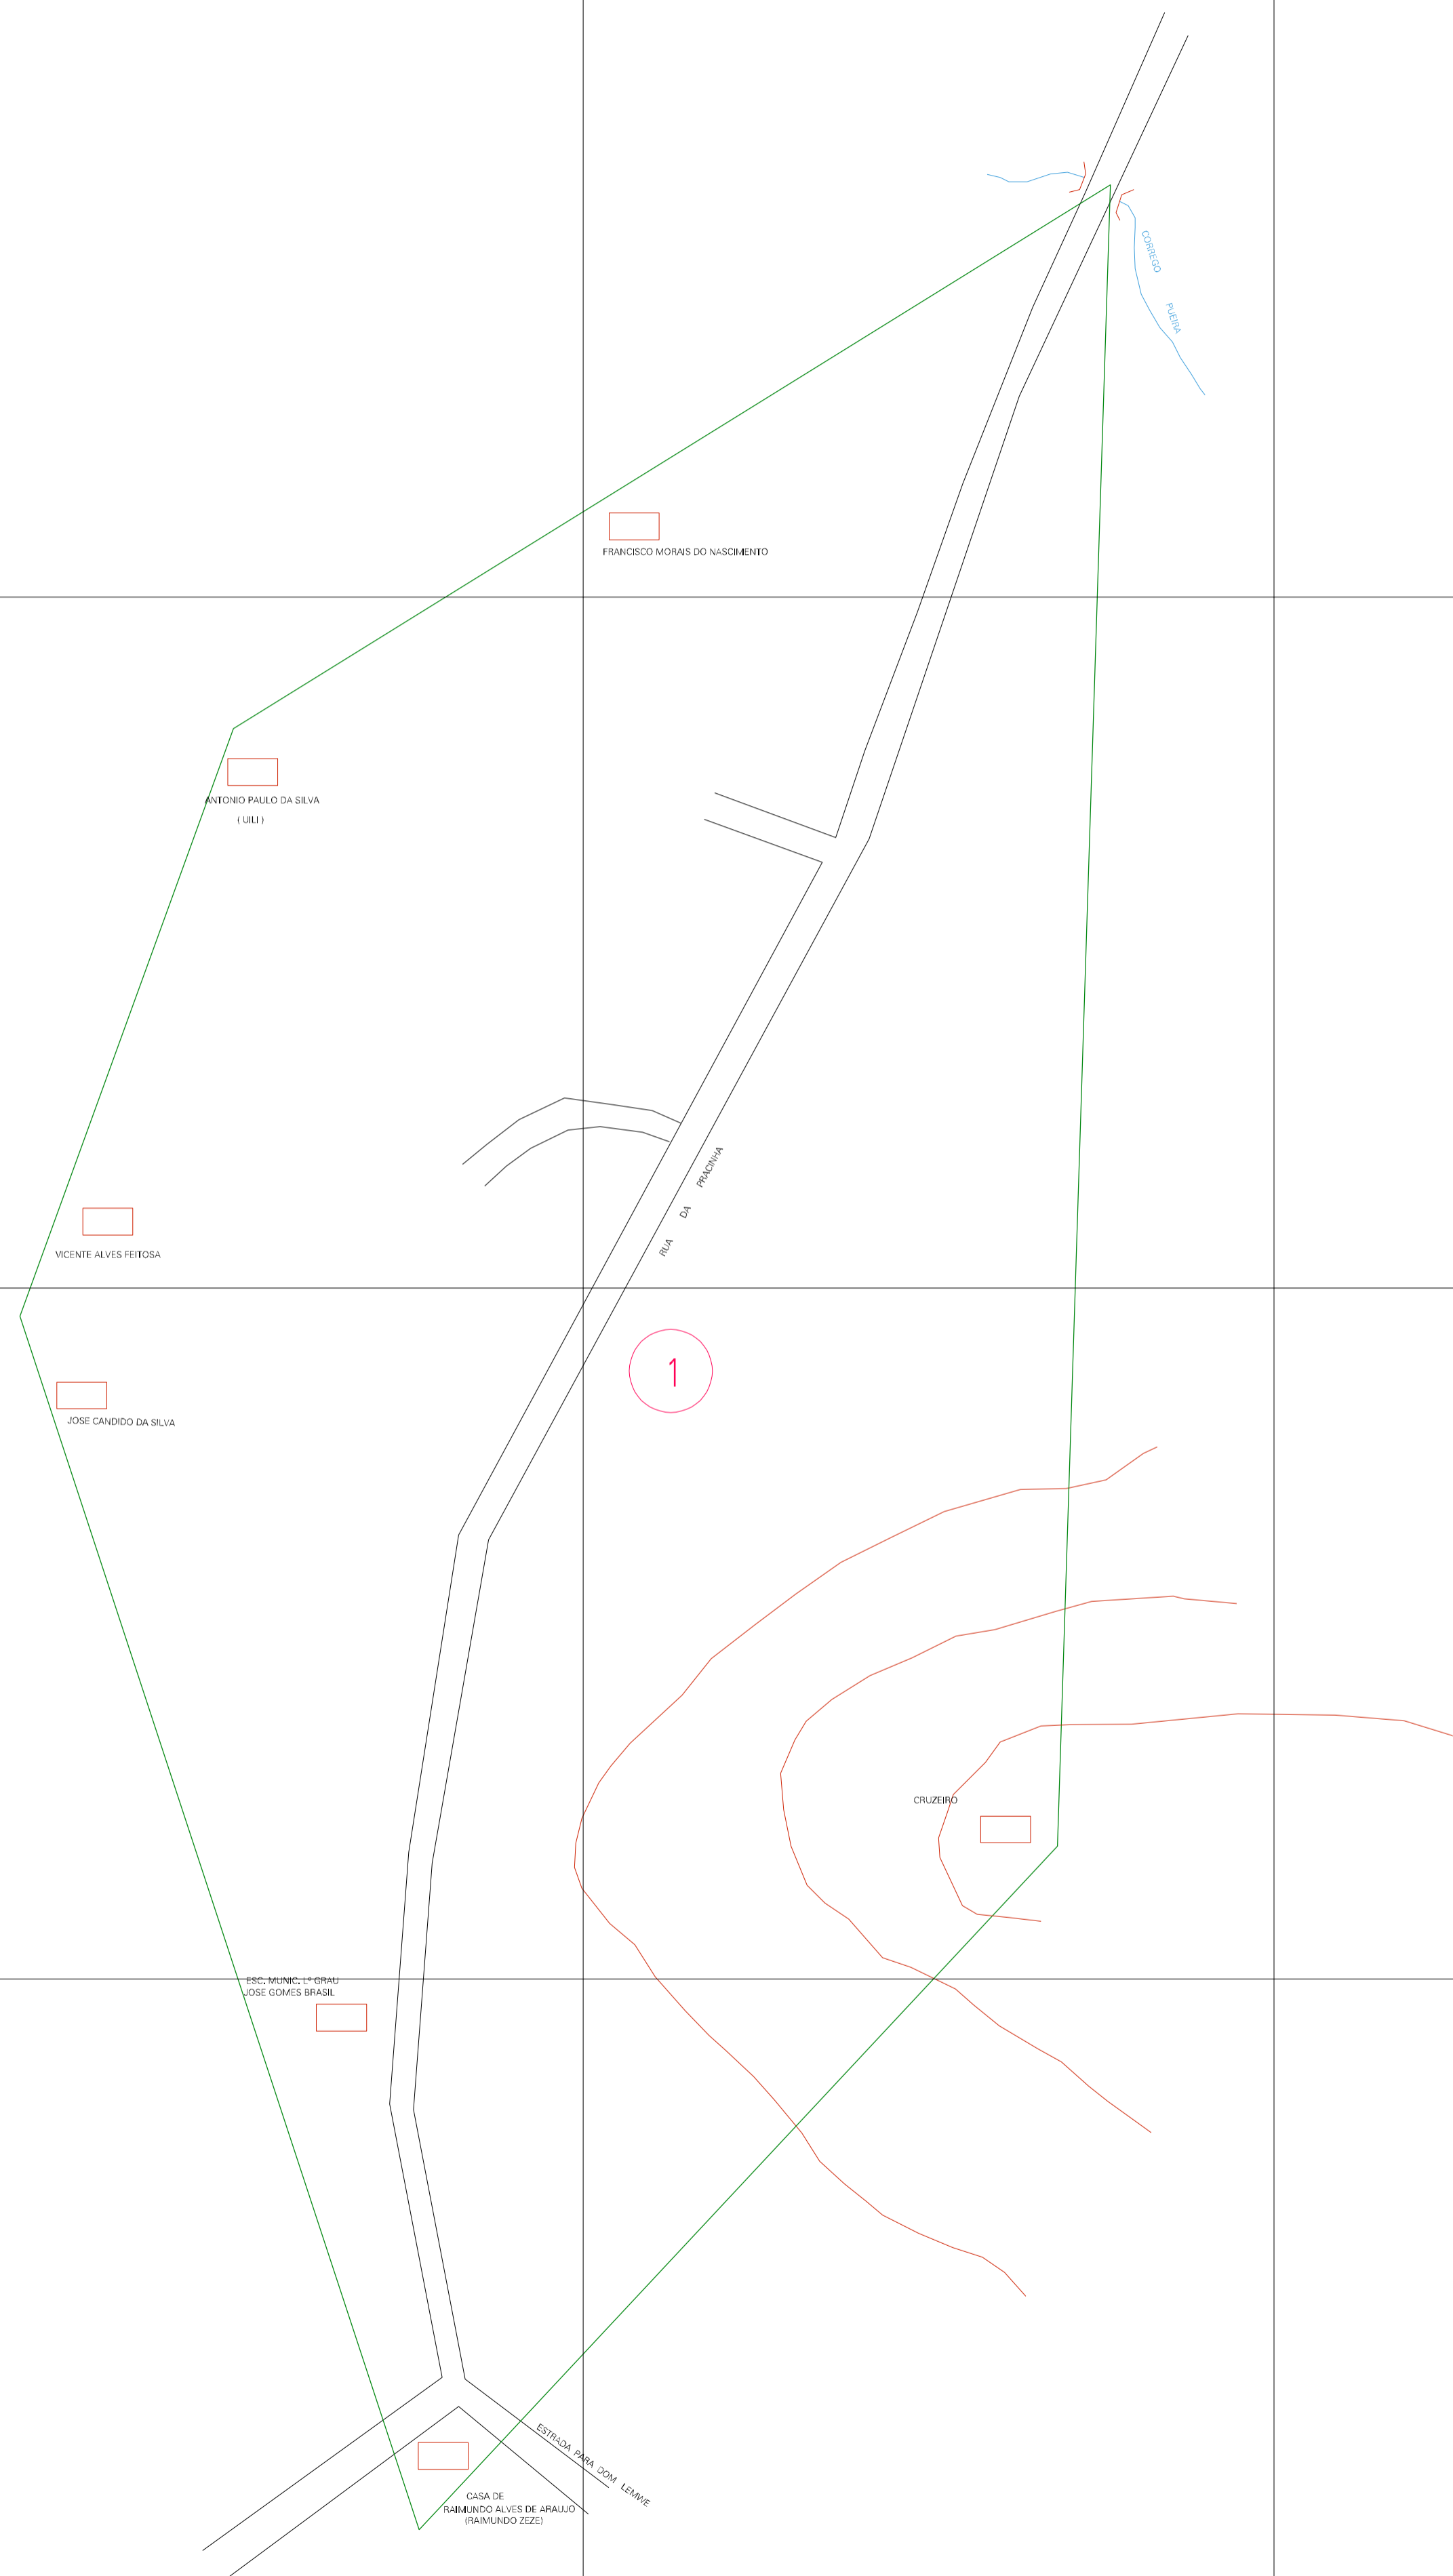 CORREGO PUEIRA
FRANCISCO MORAIS DO NASCIMENTO
ANTONIO PAULO DA SILVA
( UILI )
RUA DA PRACINHA
VICENTE ALVES FEITOSA
1
JOSE CANDIDO DA SILVA
CRUZEIRO
ESC. MUNIC. Lº GRAU
JOSE GOMES BRASIL
ESTRADA PARA DOM LEMWE
CASA DE
RAIMUNDO ALVES DE ARAUJO
(RAIMUNDO ZEZE)